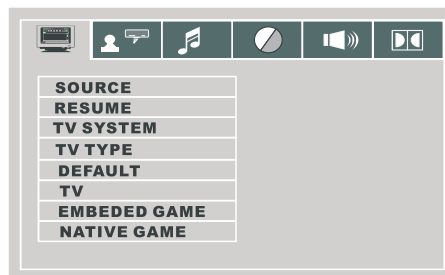 SOURCE
RESUME
TV SYSTEM
TV TYPE
DEFAULT
TV
EMBEDED GAME
NATIVE GAME